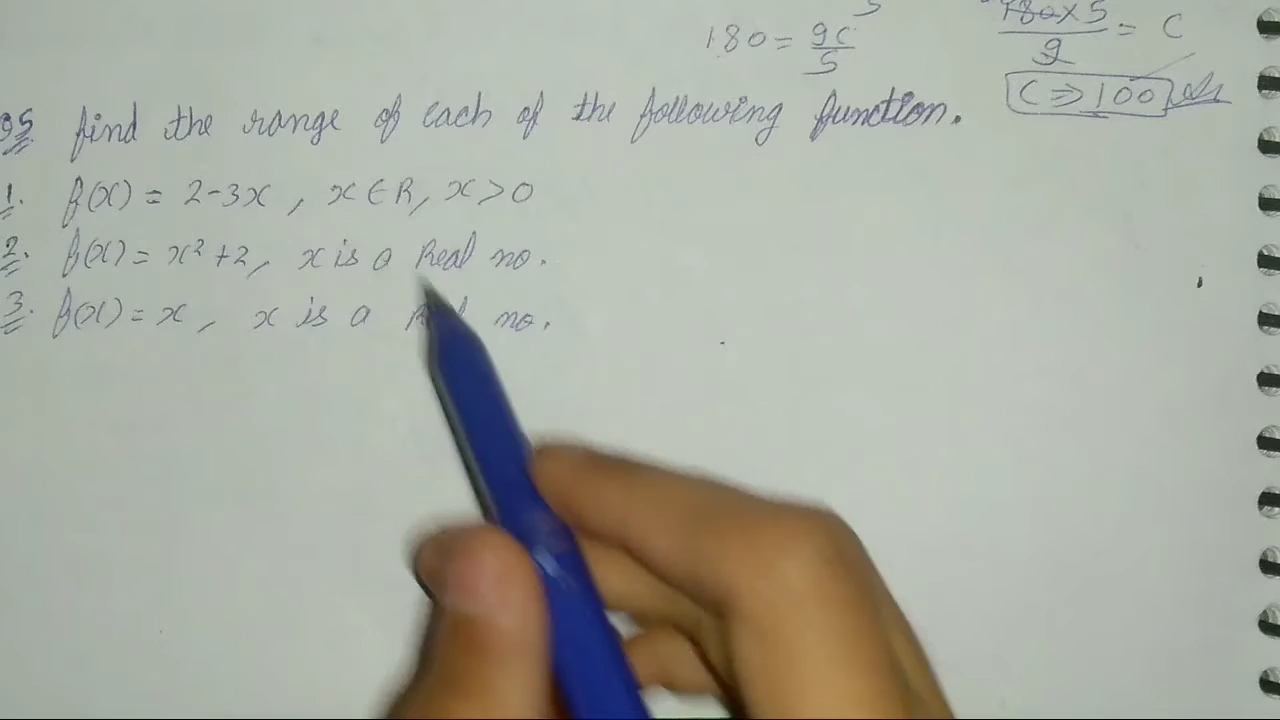 180 = 9C/5
180×5/9 = C
C ⇒ 100 Ans
Q5 find the range of each of the following function.
1. f(x) = 2-3x , x ∈ R, x > 0
2. f(x) = x² + 2, x is a Real no.
3. f(x) = x , x is a no.